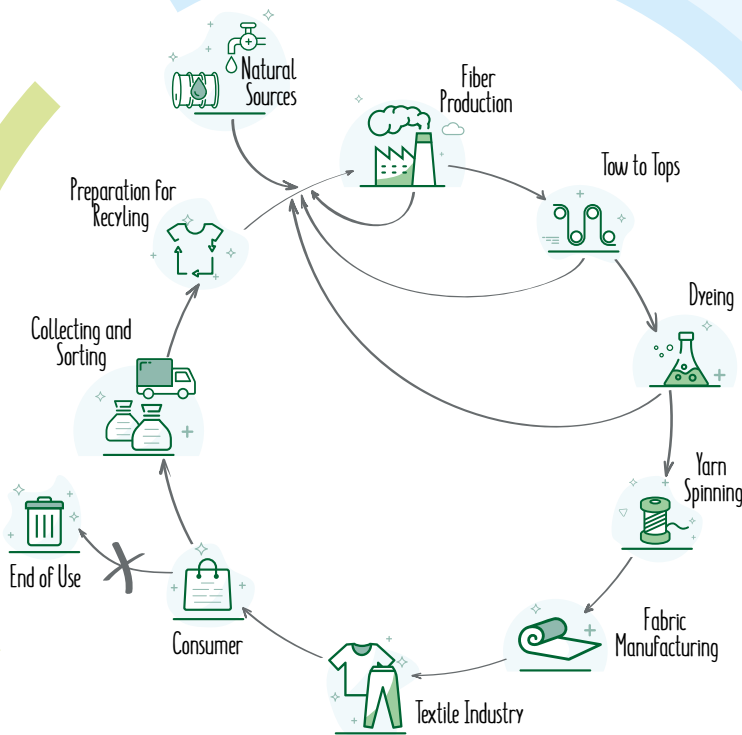 Natural
Sources
Fiber
Production
Tow to Tops
Dyeing
Yarn
Spinning
Fabric
Manufacturing
Textile Industry
Consumer
End of Use
Collecting and
Sorting
Preparation for
Recyling